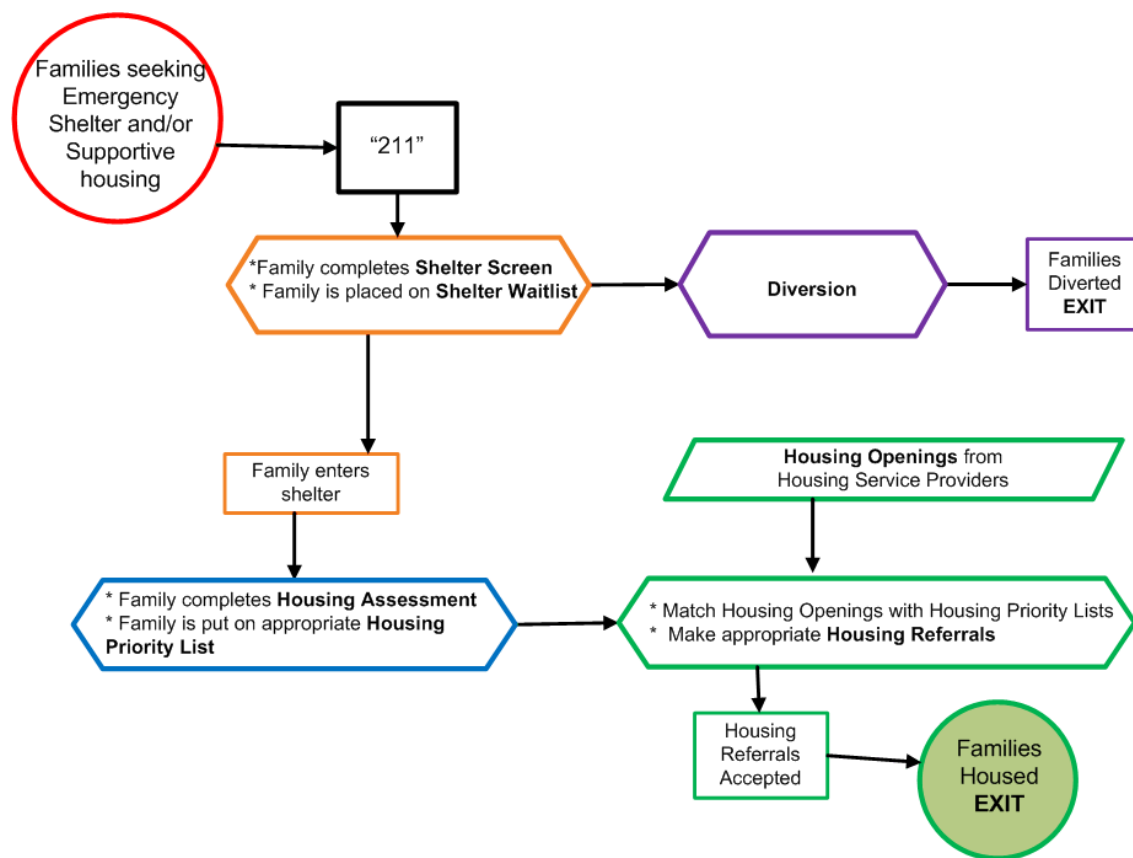 Families seeking
Emergency
Shelter and/or
Supportive
housing
“211”
*Family completes Shelter Screen
* Family is placed on Shelter Waitlist
Diversion
Families
Diverted
EXIT
Family enters
shelter
Housing Openings from
Housing Service Providers
* Family completes Housing Assessment
* Family is put on appropriate Housing
Priority List
* Match Housing Openings with Housing Priority Lists
* Make appropriate Housing Referrals
Housing
Referrals
Accepted
Families
Housed
EXIT